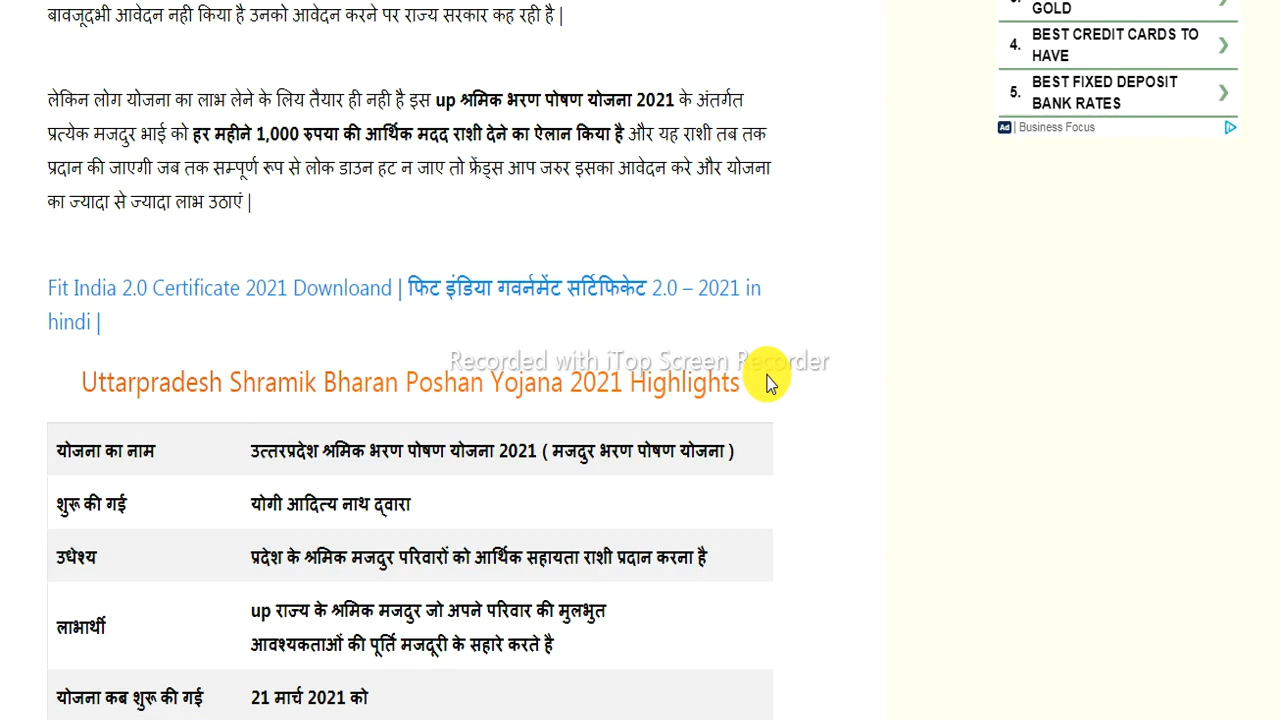 बावजूदभी आवेदन नही किया है उनको आवेदन करने पर राज्य सरकार कह रही है |
लेकिन लोग योजना का लाभ लेने के लिय तैयार ही नही है इस up श्रमिक भरण पोषण योजना 2021 के अंतर्गत
प्रत्येक मजदुर भाई को हर महीने 1,000 रुपया की आर्थिक मदद राशी देने का ऐलान किया है और यह राशी तब तक
प्रदान की जाएगी जब तक सम्पूर्ण रूप से लोक डाउन हट न जाए तो फ्रेंड्स आप जरुर इसका आवेदन करे और योजना
का ज्यादा से ज्यादा लाभ उठाएं |
Fit India 2.0 Certificate 2021 Downloand | फिट इंडिया गवर्नमेंट सर्टिफिकेट 2.0 – 2021 in
hindi |
Recorded with iTop Screen Recorder
Uttarpradesh Shramik Bharan Poshan Yojana 2021 Highlights
योजना का नाम उत्तरप्रदेश श्रमिक भरण पोषण योजना 2021 ( मजदुर भरण पोषण योजना )
शुरू की गई योगी आदित्य नाथ द्वारा
उधेश्य प्रदेश के श्रमिक मजदुर परिवारों को आर्थिक सहायता राशी प्रदान करना है
लाभार्थी up राज्य के श्रमिक मजदुर जो अपने परिवार की मुलभुत
आवश्यकताओं की पूर्ति मजदूरी के सहारे करते है
योजना कब शुरू की गई 21 मार्च 2021 को
GOLD
4. BEST CREDIT CARDS TO
HAVE
5. BEST FIXED DEPOSIT
BANK RATES
Ad | Business Focus